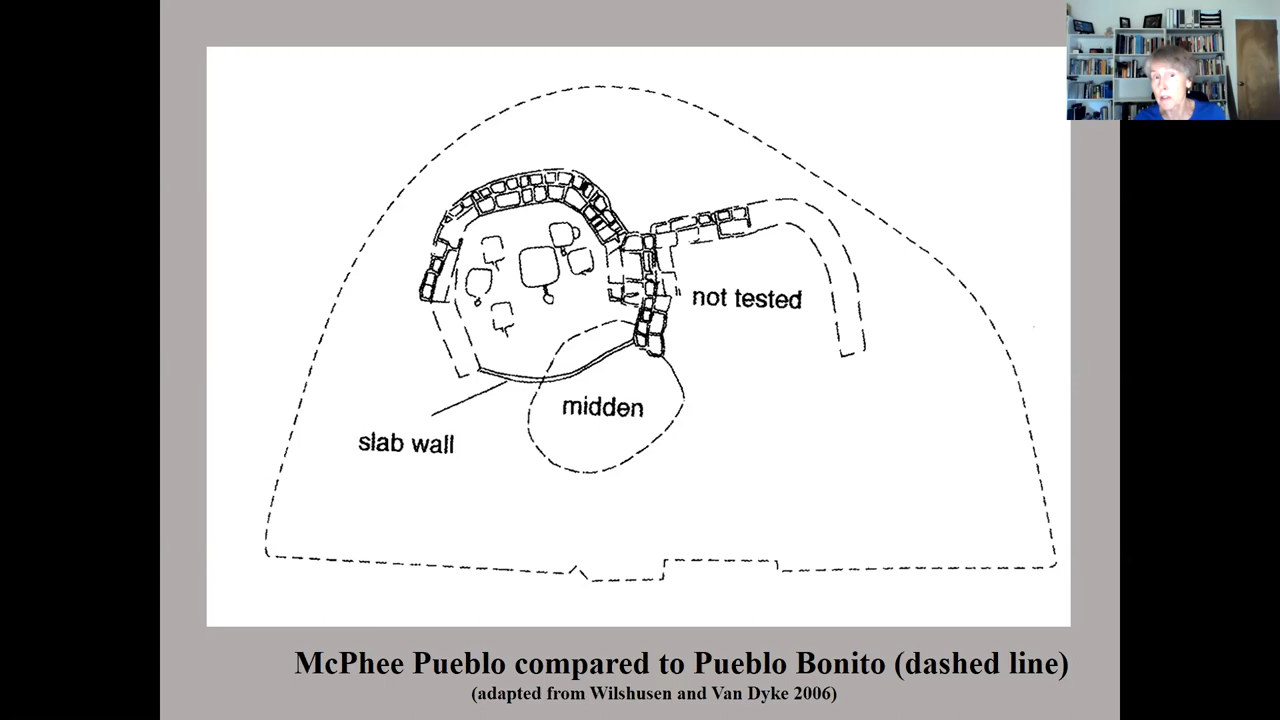 not tested
midden
slab wall
McPhee Pueblo compared to Pueblo Bonito (dashed line)
(adapted from Wilshusen and Van Dyke 2006)